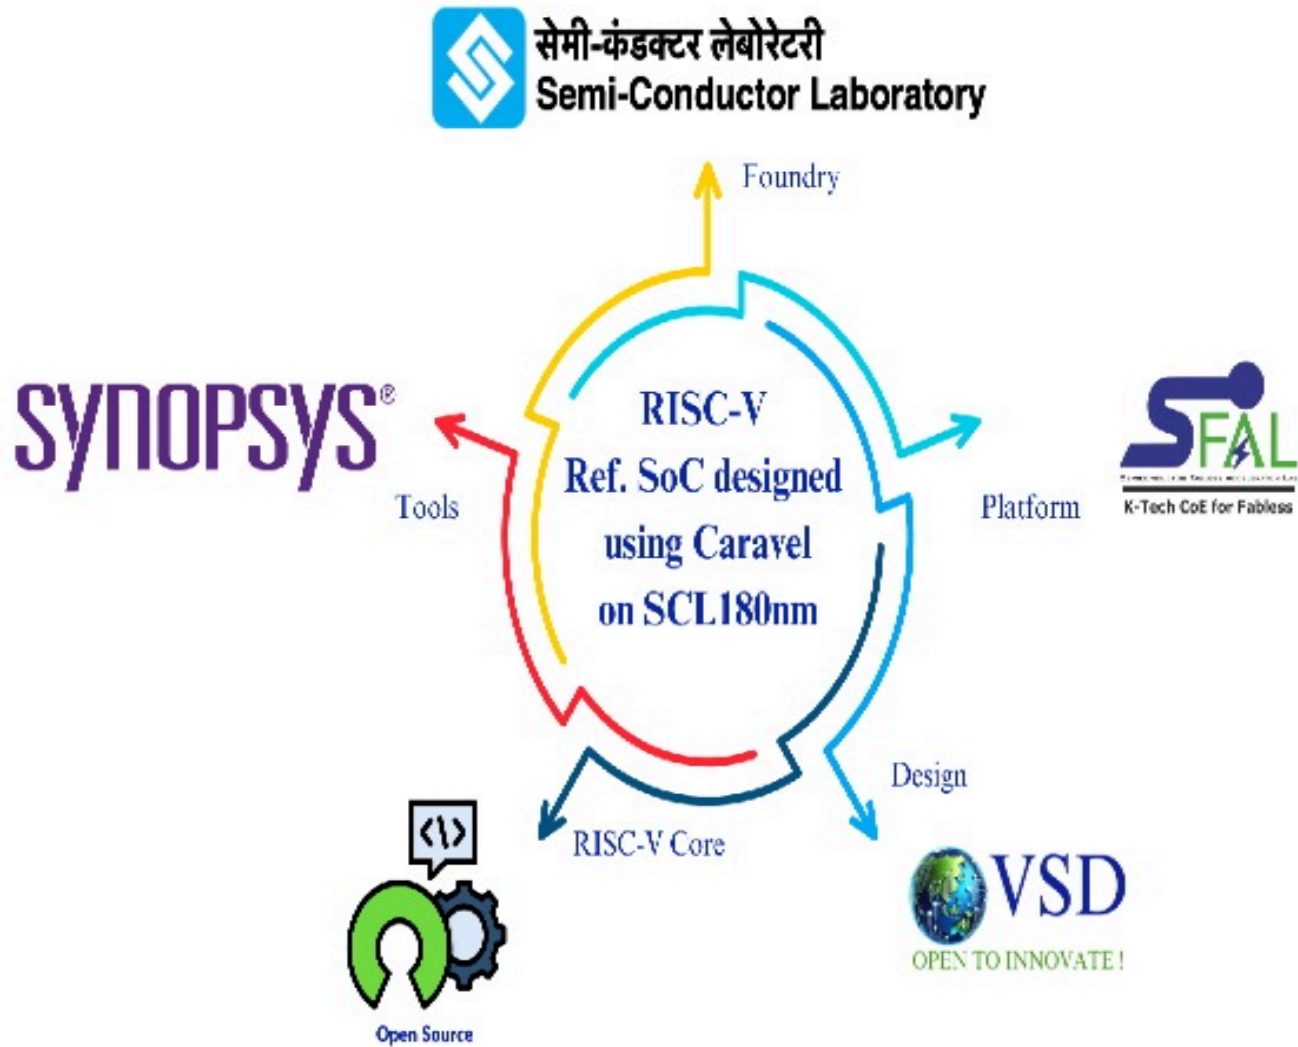 सेमी-कंडक्टर लेबोरेटरी
Semi-Conductor Laboratory
Foundry
SYNOPSYS®
Tools
RISC-V
Ref. SoC designed
using Caravel
on SCL180nm
Platform
SFAL
K-Tech CoE for Fabless
Design
VSD
OPEN TO INNOVATE !
RISC-V Core
<\>
Open Source